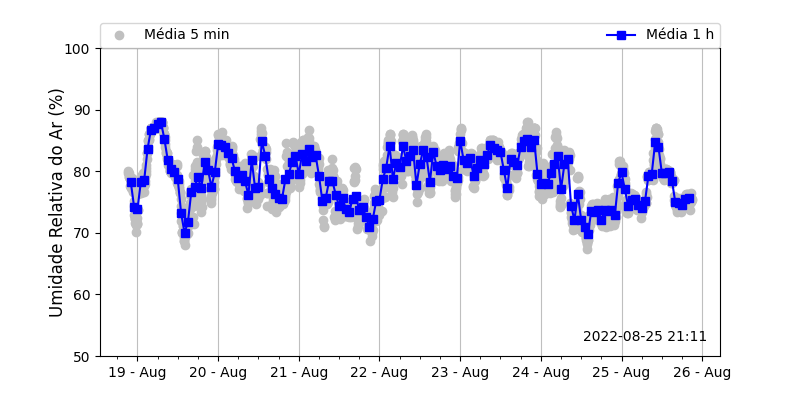 Média 5 min
Média 1 h
Umidade Relativa do Ar (%)
100
90
80
70
60
50
2022-08-25 21:11
19 - Aug
20 - Aug
21 - Aug
22 - Aug
23 - Aug
24 - Aug
25 - Aug
26 - Aug